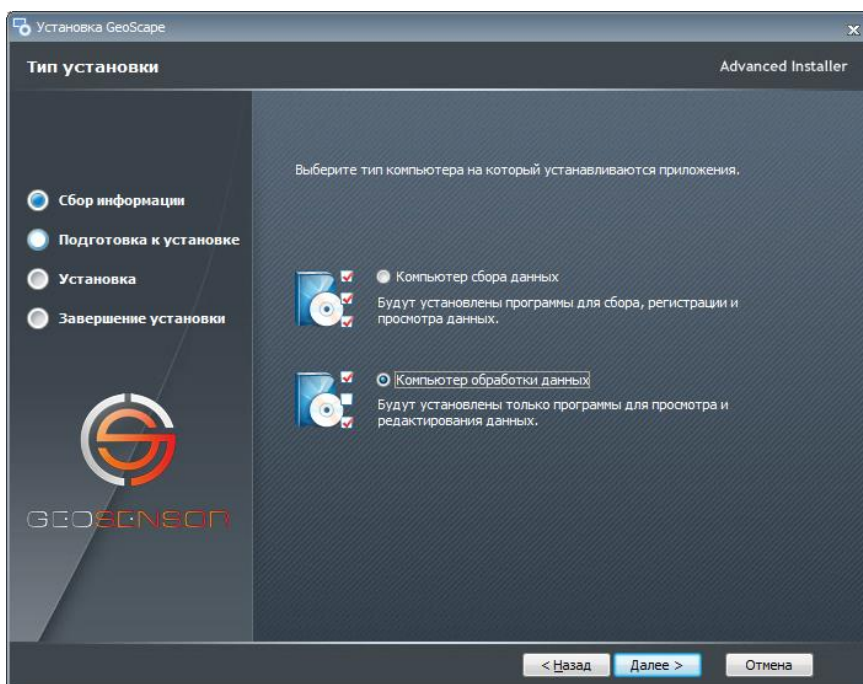 Установка GeoScape
Тип установки
Advanced Installer
Выберите тип компьютера на который устанавливаются приложения.
Сбор информации
Подготовка к установке
Установка
Завершение установки
Компьютер сбора данных
Будут установлены программы для сбора, регистрации и
просмотра данных.
Компьютер обработки данных
Будут установлены только программы для просмотра и
редактирования данных.
GEOSENSOR
< Назад
Далее >
Отмена